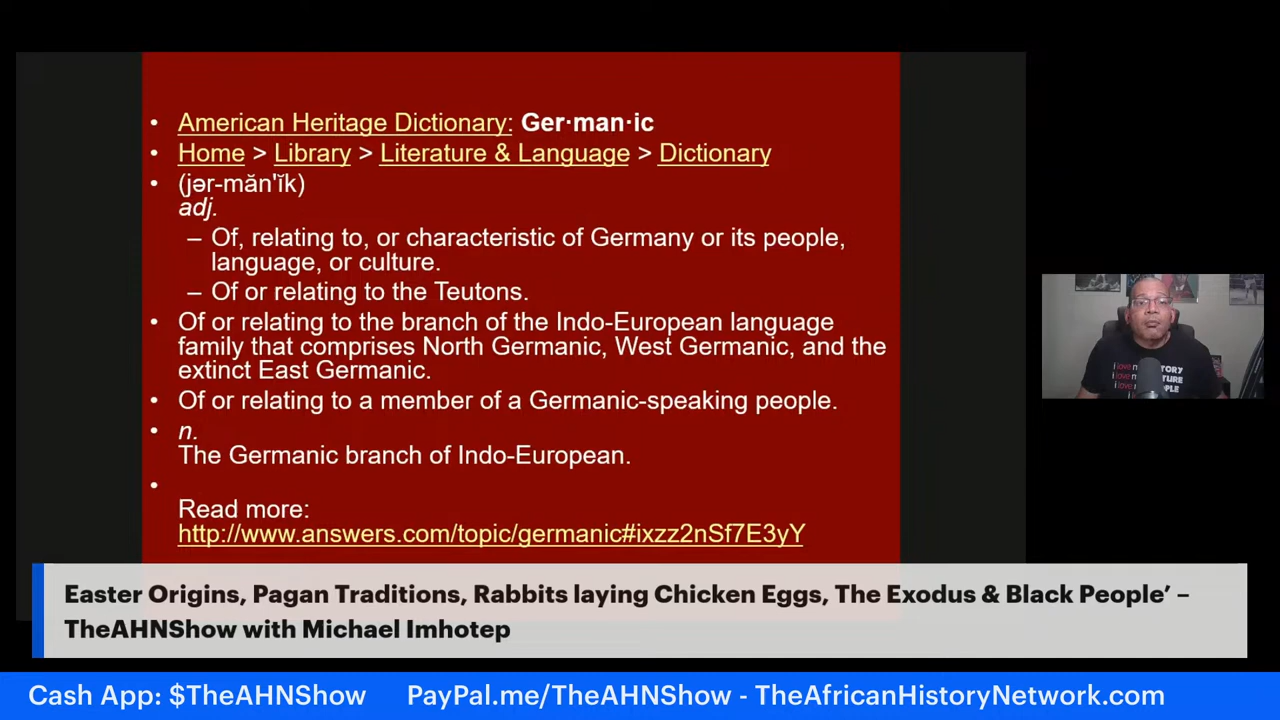 American Heritage Dictionary: Ger·man·ic
Home > Library > Literature & Language > Dictionary
(jər-măn'ĭk)
adj.
– Of, relating to, or characteristic of Germany or its people,
language, or culture.
– Of or relating to the Teutons.
Of or relating to the branch of the Indo-European language
family that comprises North Germanic, West Germanic, and the
extinct East Germanic.
Of or relating to a member of a Germanic-speaking people.
n.
The Germanic branch of Indo-European.
Read more:
http://www.answers.com/topic/germanic#ixzz2nSf7E3yY
i love
i love
i love
Easter Origins, Pagan Traditions, Rabbits laying Chicken Eggs, The Exodus & Black People’ –
TheAHNShow with Michael Imhotep
Cash App: $TheAHNShow PayPal.me/TheAHNShow - TheAfricanHistoryNetwork.com